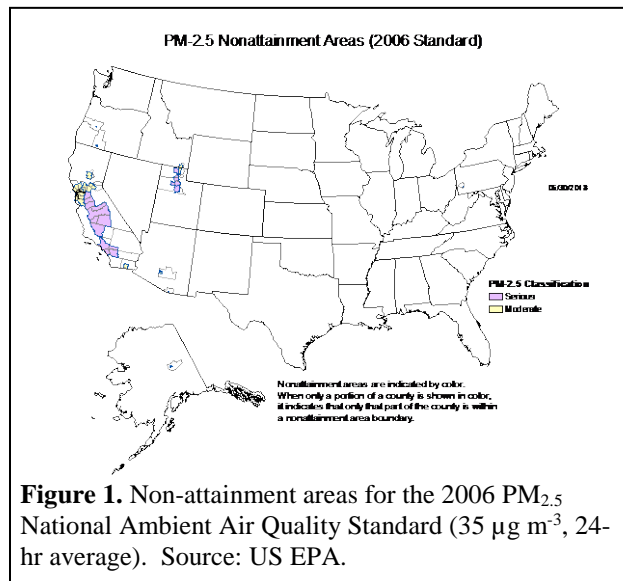 PM-2.5 Nonattainment Areas (2006 Standard)
PM-2.5 Classification
Serious
Moderate
Nonattainment areas are indicated by color.
When only a portion of a county is shown in color,
it indicates that only that part of the county is within
a nonattainment area boundary.
Figure 1. Non-attainment areas for the 2006 PM₂.₅
National Ambient Air Quality Standard (35 µg m⁻³, 24-
hr average). Source: US EPA.